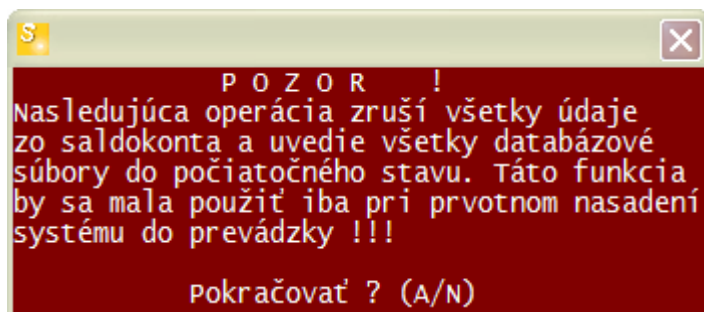 S
P O Z O R !
Nasledujúca operácia zruší všetky údaje
zo saldokonta a uvedie všetky databázové
súbory do počiatočného stavu. Táto funkcia
by sa mala použiť iba pri prvotnom nasadení
systému do prevádzky !!!
Pokračovať ? (A/N)